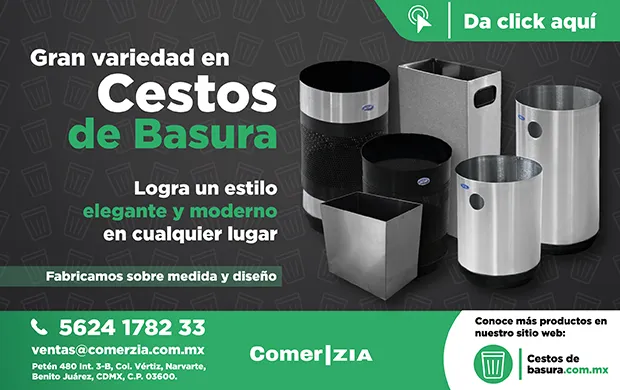 Da click aquí
Gran variedad en
Cestos
de Basura
Logra un estilo
elegante y moderno
en cualquier lugar
Fabricamos sobre medida y diseño
5624 1782 33
ventas@comerzia.com.mx
Petén 480 Int. 3-B, Col. Vértiz, Narvarte,
Benito Juárez, CDMX, C.P. 03600.
Comer|ZIA
Conoce más productos en
nuestro sitio web:
Cestos de
basura.com.mx